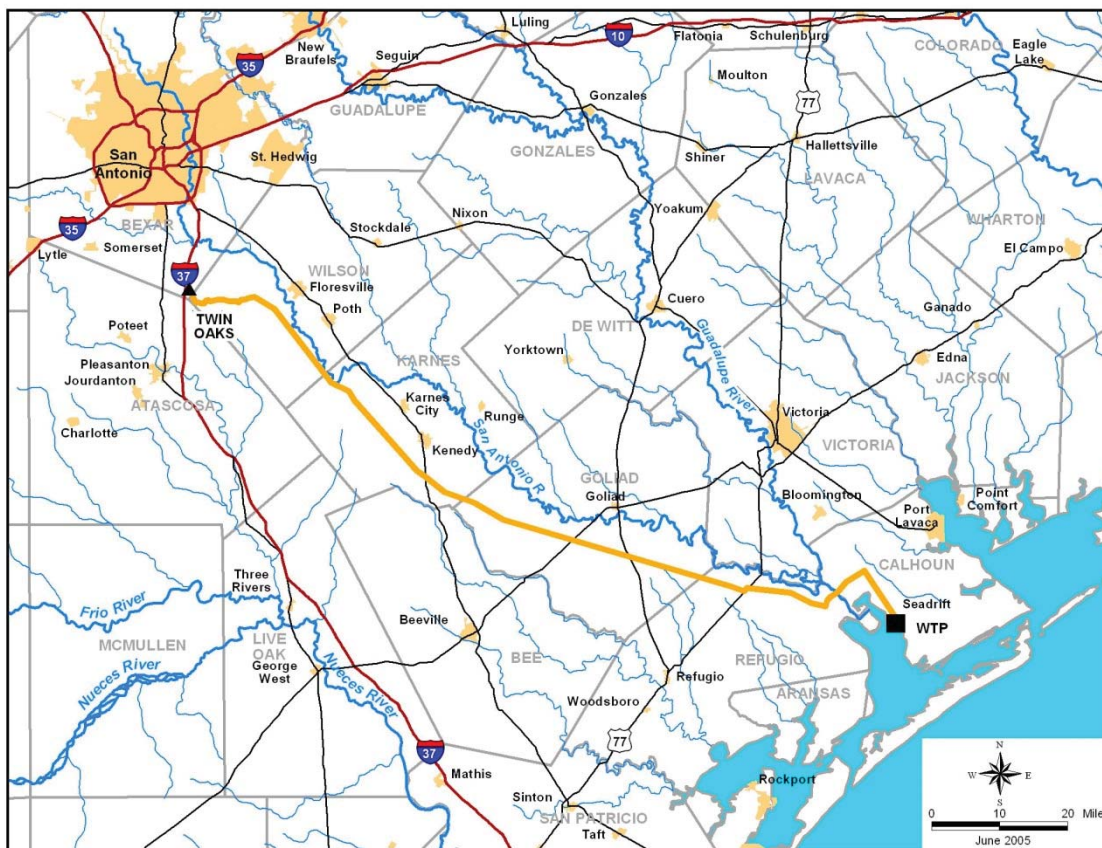 Luling
Flatonia
Schulenburg
COLORADO
Eagle
Lake
New
Braufels
35
10
Seguin
Moulton
77
GUADALUPE
Gonzales
GONZALES
Shiner
Hallettsville
LAVACA
San
Antonio
St. Hedwig
Yoakum
WHARTON
Nixon
Stockdale
BEXAR
35
Somerset
Lytle
El Campo
37
WILSON
Floresville
Poth
Cuero
Ganado
TWIN
OAKS
DE WITT
Guadalupe River
Poteet
Yorktown
KARNES
Edna
JACKSON
Pleasanton
Jourdanton
ATASCOSA
Karnes
City
Runge
Victoria
VICTORIA
Charlotte
San Antonio R
Kenedy
GOLIAD
Goliad
Bloomington
Point
Comfort
Port
Lavaca
CALHOUN
Three
Rivers
Seadrift
WTP
Frio River
Beeville
MCMULLEN
LIVE
OAK
BEE
REFUGIO
George
West
Nueces River
Nueces River
Refugio
ARANSAS
Woodsboro
77
37
Mathis
Rockport
Sinton
SAN PATRICIO
Taft
N
W
E
S
0 10 20 Mile
June 2005